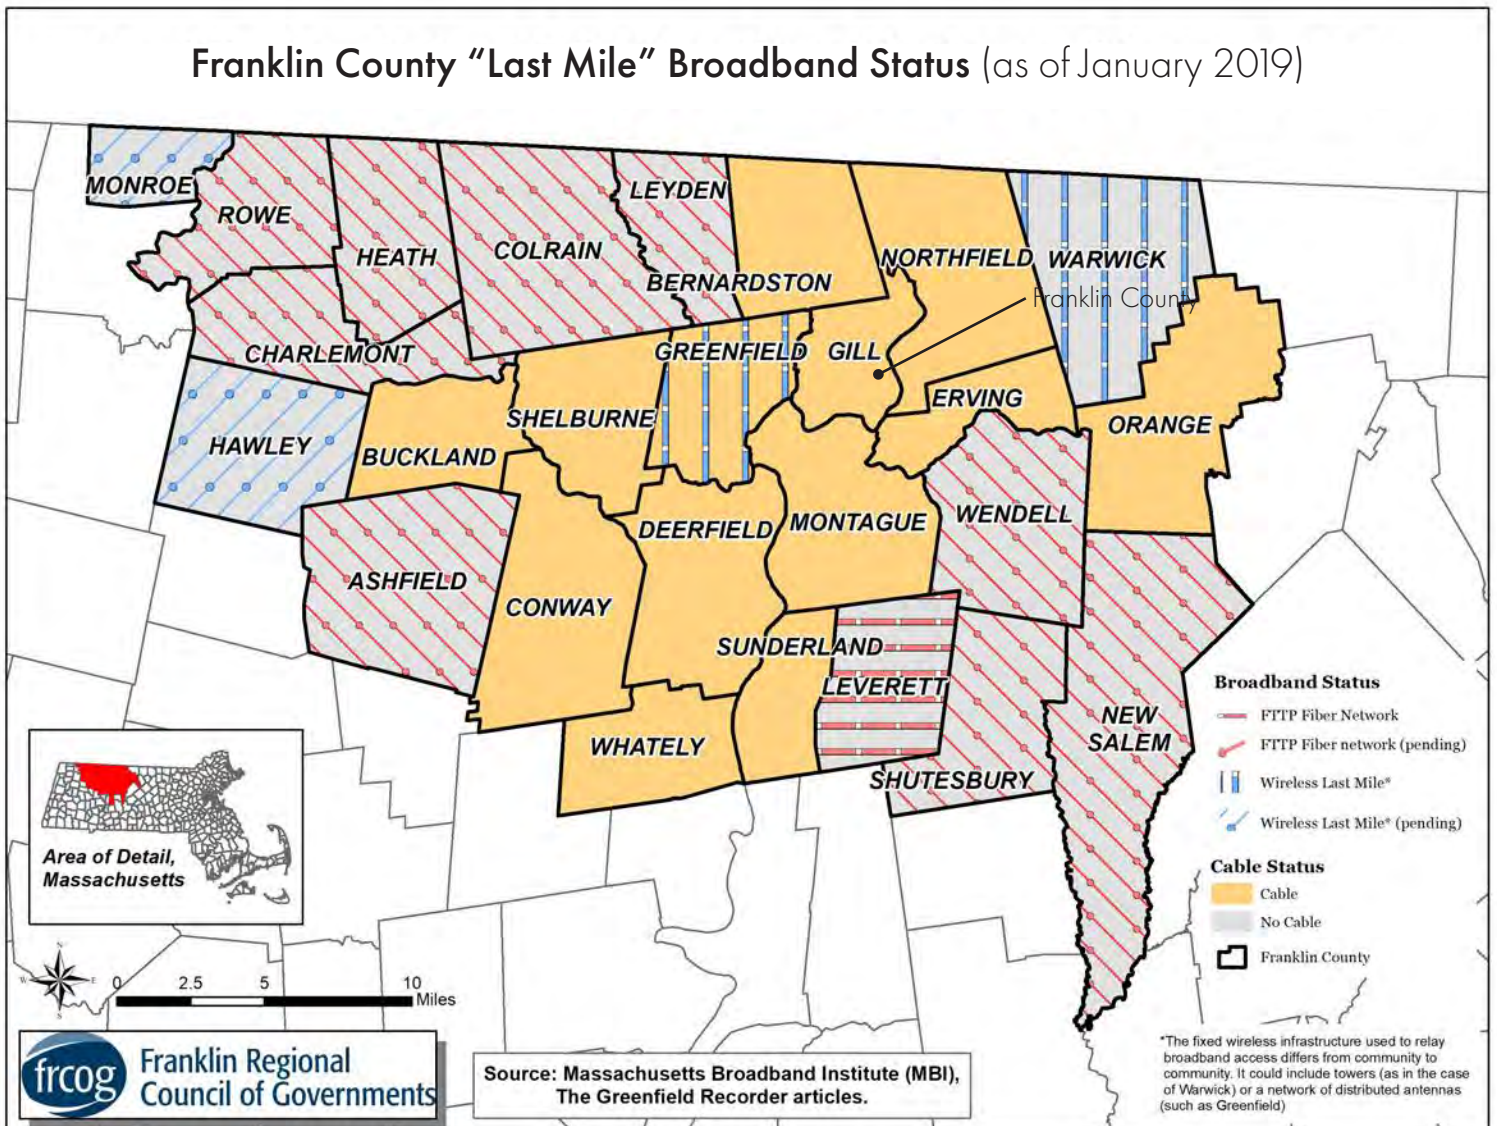 Franklin County “Last Mile” Broadband Status (as of January 2019)
MONROE
ROWE
HEATH
COLRAIN
LEYDEN
BERNARDSTON
NORTHFIELD
WARWICK
Franklin County
CHARLEMONT
GREENFIELD
GILL
ERVING
ORANGE
HAWLEY
BUCKLAND
SHELBURNE
ASHFIELD
CONWAY
DEERFIELD
MONTAGUE
WENDELL
SUNDERLAND
LEVERETT
WHATELY
SHUTESBURY
NEW
SALEM
Broadband Status
FTTP Fiber Network
FTTP Fiber network (pending)
Wireless Last Mile*
Wireless Last Mile* (pending)
Cable Status
Cable
No Cable
Franklin County
Area of Detail,
Massachusetts
N
W
E
S
0 2.5 5 10
Miles
frcog
Franklin Regional
Council of Governments
Source: Massachusetts Broadband Institute (MBI),
The Greenfield Recorder articles.
*The fixed wireless infrastructure used to relay
broadband access differs from community to
community. It could include towers (as in the case
of Warwick) or a network of distributed antennas
(such as Greenfield)